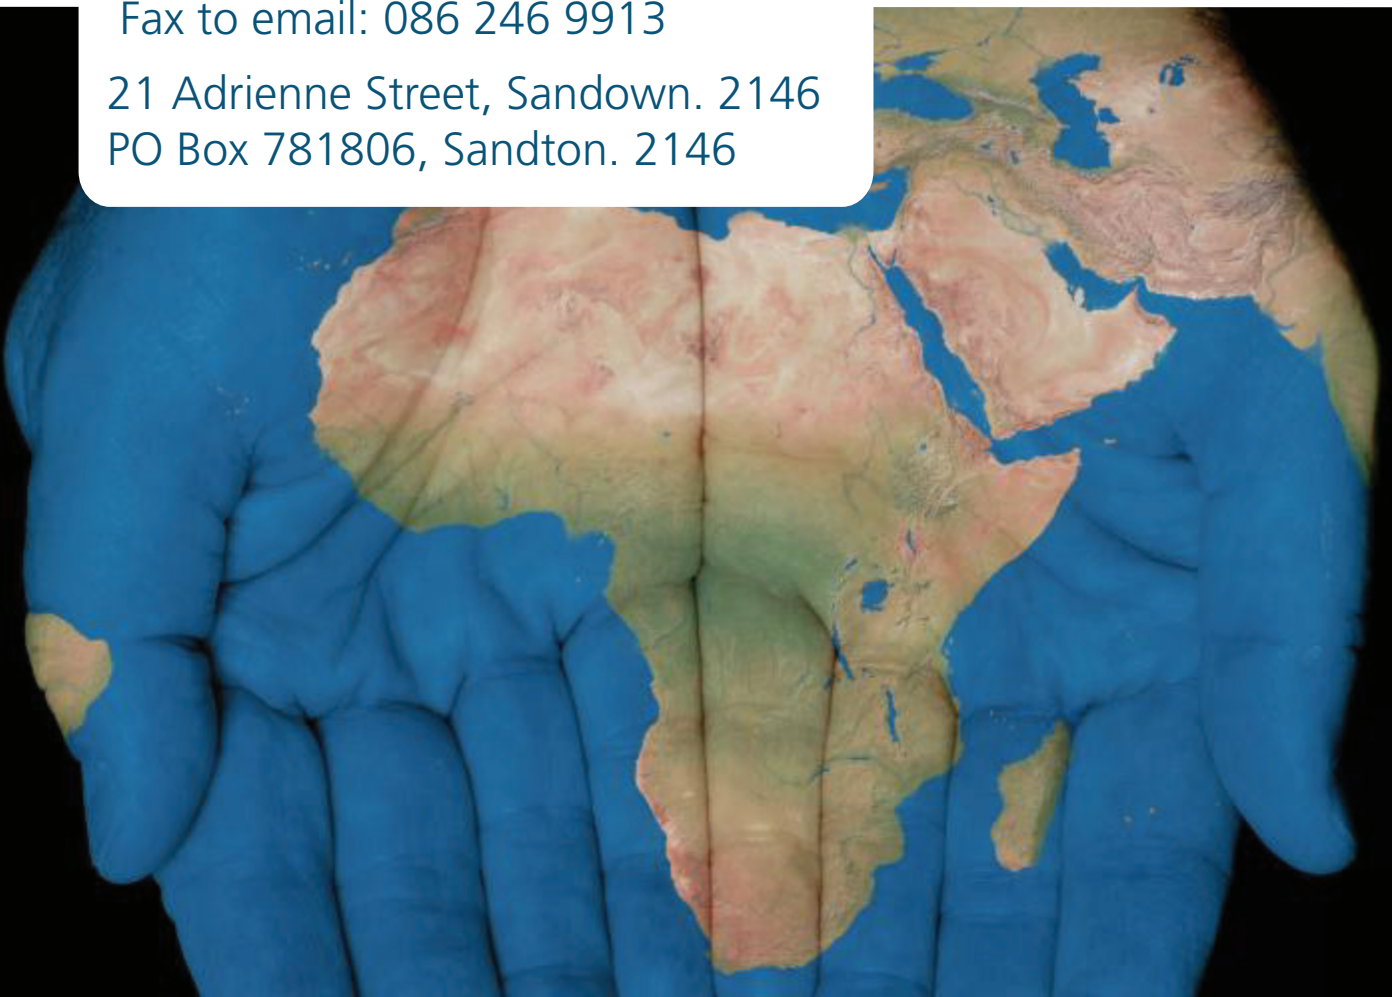 Fax to email: 086 246 9913
21 Adrienne Street, Sandown. 2146
PO Box 781806, Sandton. 2146